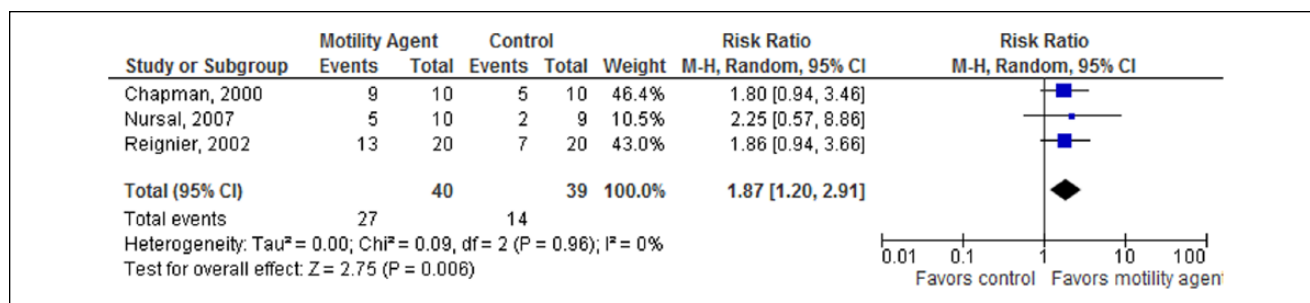 Motility Agent Control Risk Ratio Risk Ratio
Study or Subgroup Events Total Events Total Weight M-H, Random, 95% CI M-H, Random, 95% CI
Chapman, 2000 9 10 5 10 46.4% 1.80 [0.94, 3.46]
Nursal, 2007 5 10 2 9 10.5% 2.25 [0.57, 8.86]
Reignier, 2002 13 20 7 20 43.0% 1.86 [0.94, 3.66]
Total (95% CI) 40 39 100.0% 1.87 [1.20, 2.91]
Total events 27 14
Heterogeneity: Tau² = 0.00; Chi² = 0.09, df = 2 (P = 0.96); I² = 0%
Test for overall effect: Z = 2.75 (P = 0.006)
0.01 0.1 1 10 100
Favors control Favors motility agent